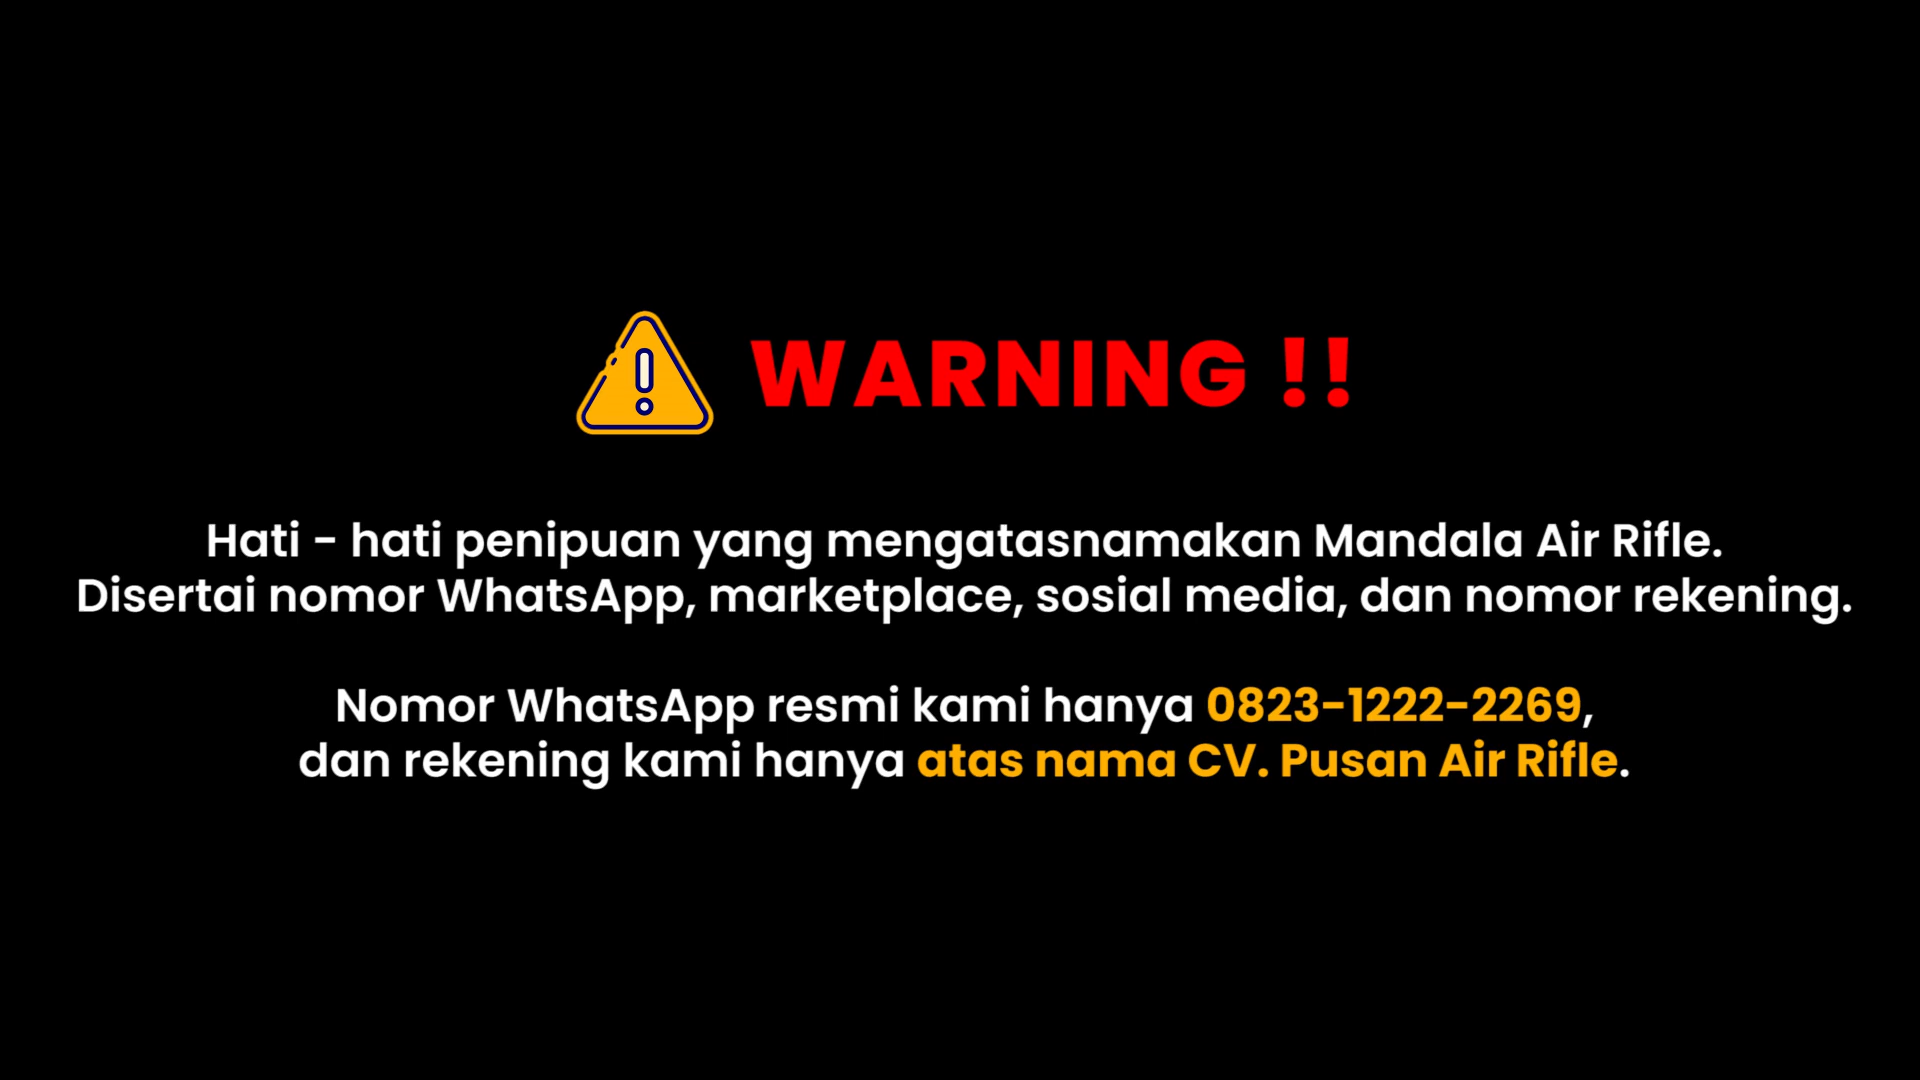 WARNING !!
Hati - hati penipuan yang mengatasnamakan Mandala Air Rifle.
Disertai nomor WhatsApp, marketplace, sosial media, dan nomor rekening.
Nomor WhatsApp resmi kami hanya 0823-1222-2269,
dan rekening kami hanya atas nama CV. Pusan Air Rifle.